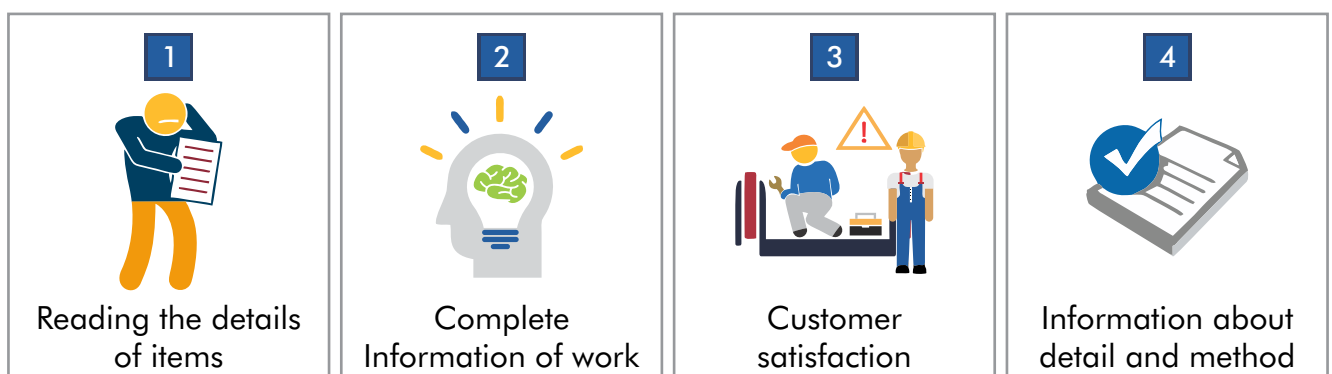 1
Reading the details
of items
2
Complete
Information of work
3
!
Customer
satisfaction
4
Information about
detail and method